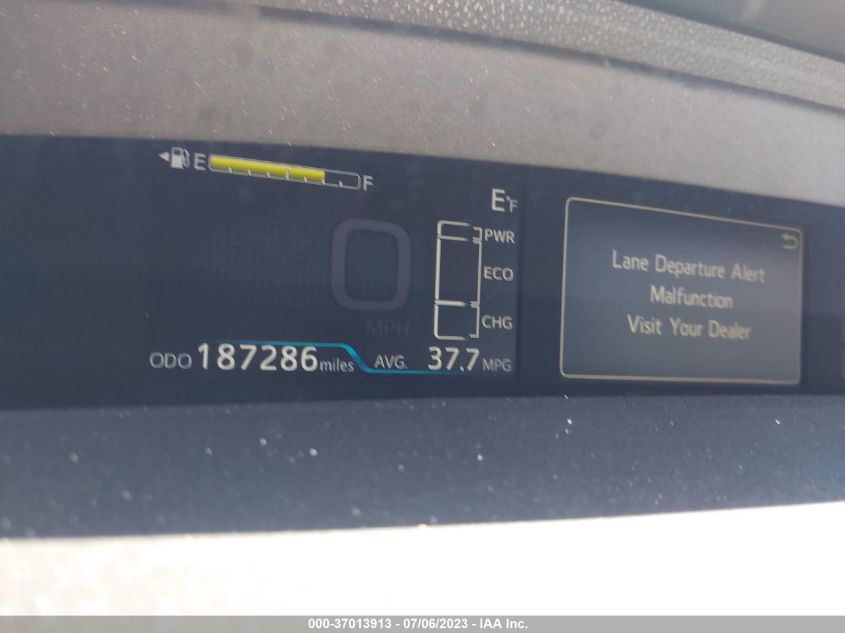 E F
E°F
PWR
0
ECO
MPH
CHG
ODO 187286 miles AVG. 37.7 MPG
Lane Departure Alert
Malfunction
Visit Your Dealer
000-37013913 - 07/06/2023 - IAA Inc.